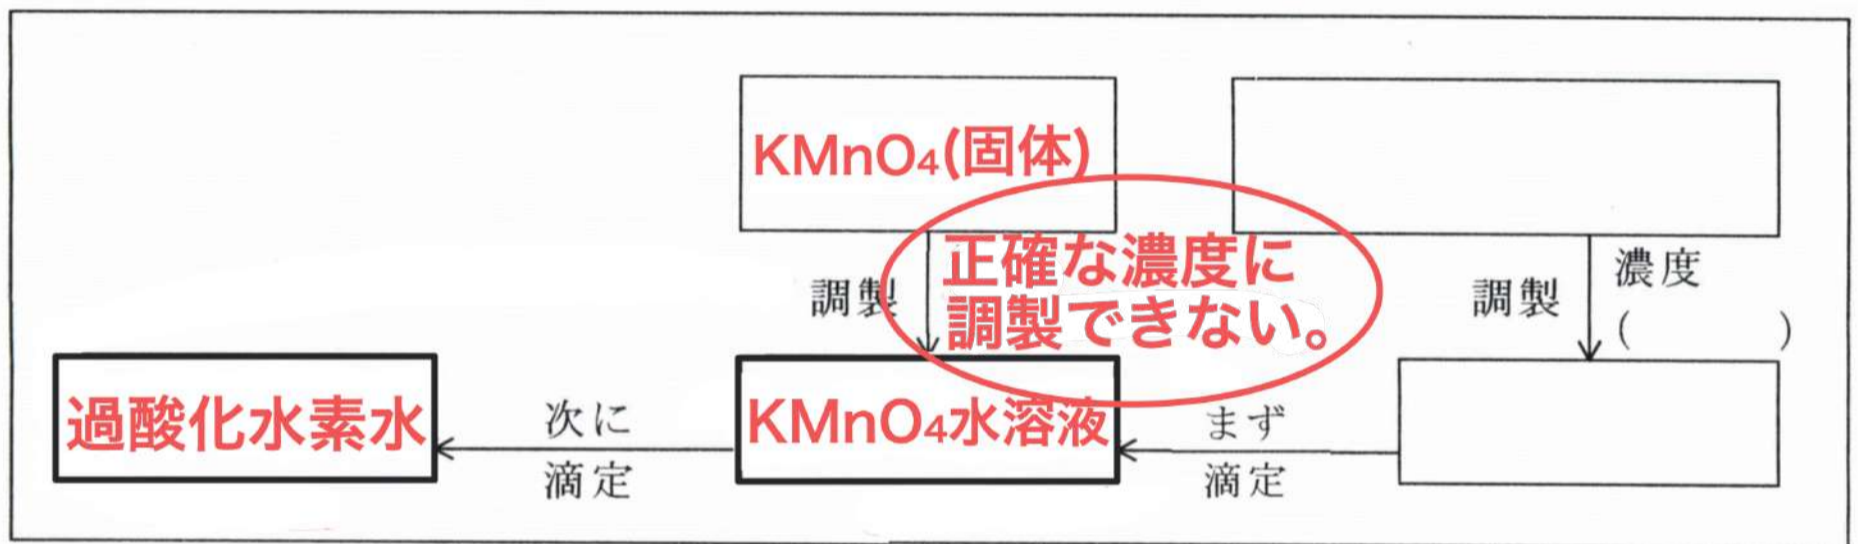 KMnO₄(固体)
正確な濃度に
調製できない。
調製
調製
濃度
(　　　)
過酸化水素水
次に
滴定
KMnO₄水溶液
まず
滴定